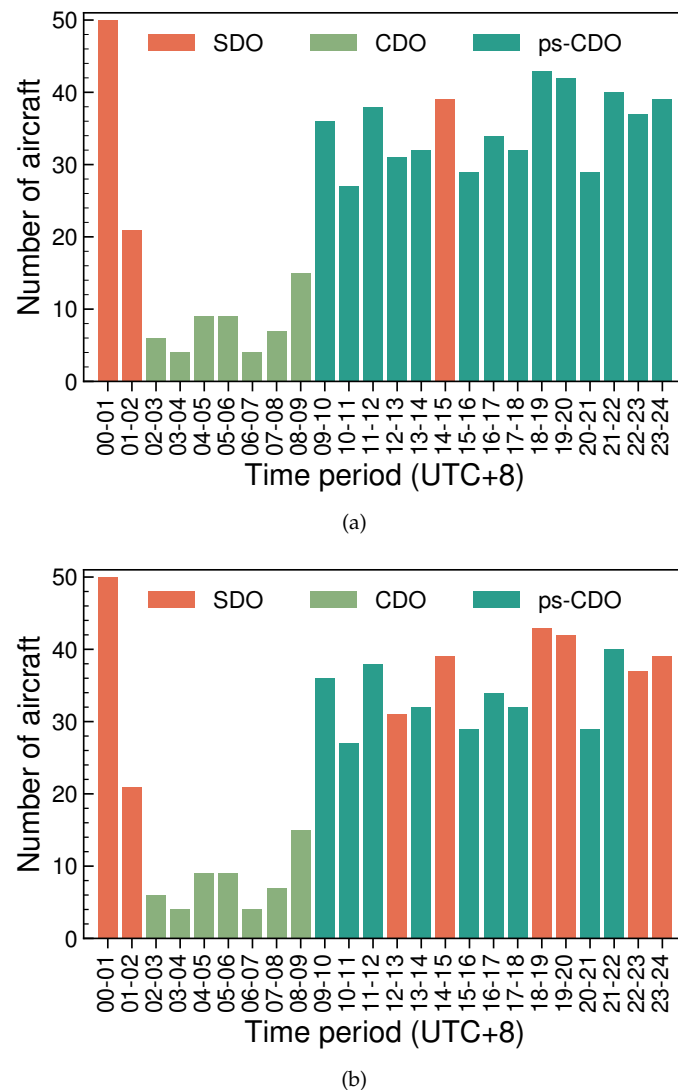 50
40
30
20
10
0
Number of aircraft
SDO CDO ps-CDO
00-01 01-02 02-03 03-04 04-05 05-06 06-07 07-08 08-09 09-10 10-11 11-12 12-13 13-14 14-15 15-16 16-17 17-18 18-19 19-20 20-21 21-22 22-23 23-24
Time period (UTC+8)
(a)
50
40
30
20
10
0
Number of aircraft
SDO CDO ps-CDO
00-01 01-02 02-03 03-04 04-05 05-06 06-07 07-08 08-09 09-10 10-11 11-12 12-13 13-14 14-15 15-16 16-17 17-18 18-19 19-20 20-21 21-22 22-23 23-24
Time period (UTC+8)
(b)